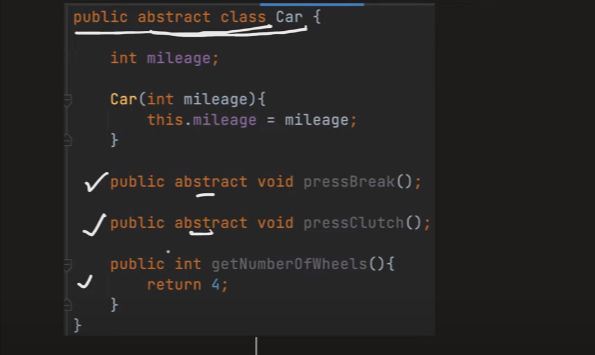 public abstract class Car {
int mileage;
Car(int mileage){
this.mileage = mileage;
}
public abstract void pressBreak();
public abstract void pressClutch();
public int getNumberOfWheels(){
return 4;
}
}